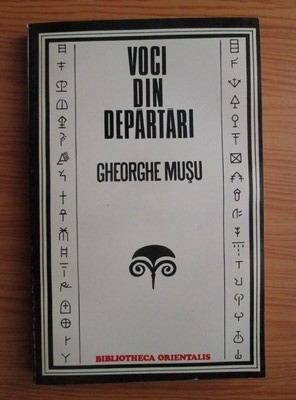 VOCI
DIN
DEPĂRTĂRI
GHEORGHE MUȘU
BIBLIOTHECA ORIENTALIS